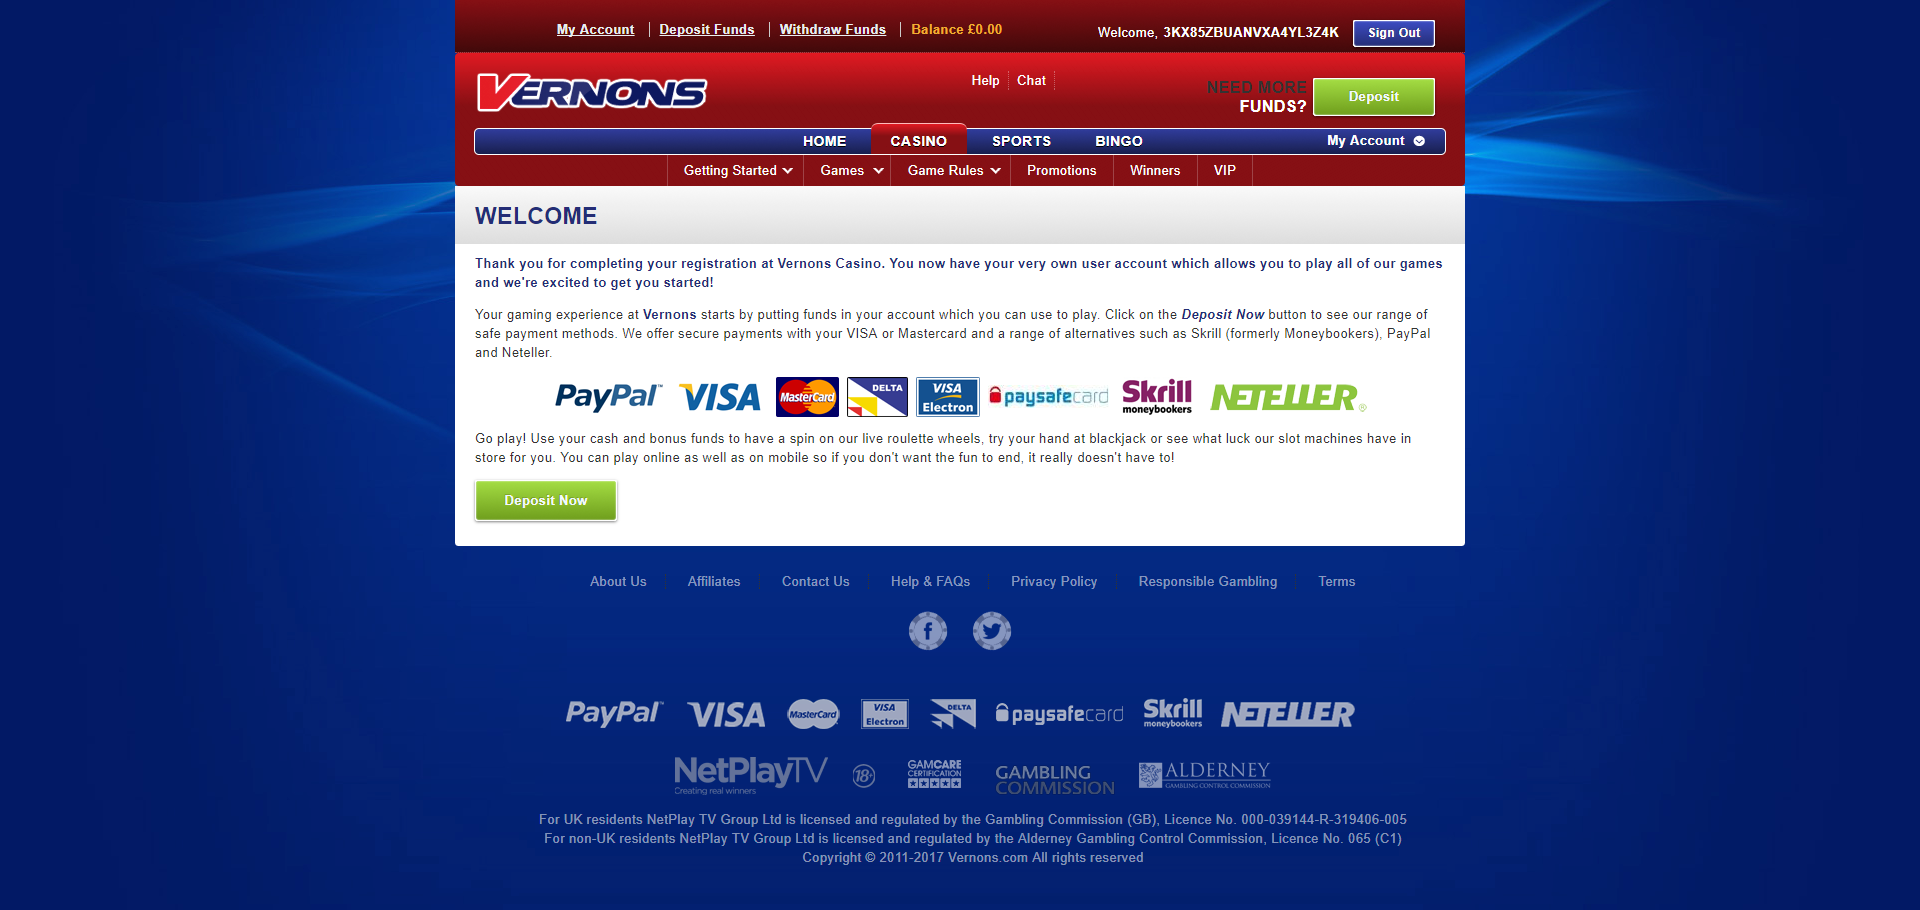 My Account Deposit Funds Withdraw Funds Balance £0.00 Welcome, 3KX85ZBUANVXA4YL3Z4K Sign Out
VERNONS Help Chat
NEED MORE
FUNDS? Deposit
HOME CASINO SPORTS BINGO My Account
Getting Started Games Game Rules Promotions Winners VIP
WELCOME
Thank you for completing your registration at Vernons Casino. You now have your very own user account which allows you to play all of our games
and we're excited to get you started!
Your gaming experience at Vernons starts by putting funds in your account which you can use to play. Click on the Deposit Now button to see our range of
safe payment methods. We offer secure payments with your VISA or Mastercard and a range of alternatives such as Skrill (formerly Moneybookers), PayPal
and Neteller.
PayPal™ VISA MasterCard DELTA VISA Electron paysafecard Skrill moneybookers NETELLER®
Go play! Use your cash and bonus funds to have a spin on our live roulette wheels, try your hand at blackjack or see what luck our slot machines have in
store for you. You can play online as well as on mobile so if you don't want the fun to end, it really doesn't have to!
Deposit Now
About Us Affiliates Contact Us Help & FAQs Privacy Policy Responsible Gambling Terms
PayPal™ VISA MasterCard VISA Electron DELTA paysafecard Skrill moneybookers NETELLER
NetPlayTV Creating real winners 18+ GAMCARE CERTIFICATION GAMBLING COMMISSION ALDERNEY GAMBLING CONTROL COMMISSION
For UK residents NetPlay TV Group Ltd is licensed and regulated by the Gambling Commission (GB), Licence No. 000-039144-R-319406-005
For non-UK residents NetPlay TV Group Ltd is licensed and regulated by the Alderney Gambling Control Commission, Licence No. 065 (C1)
Copyright © 2011-2017 Vernons.com All rights reserved